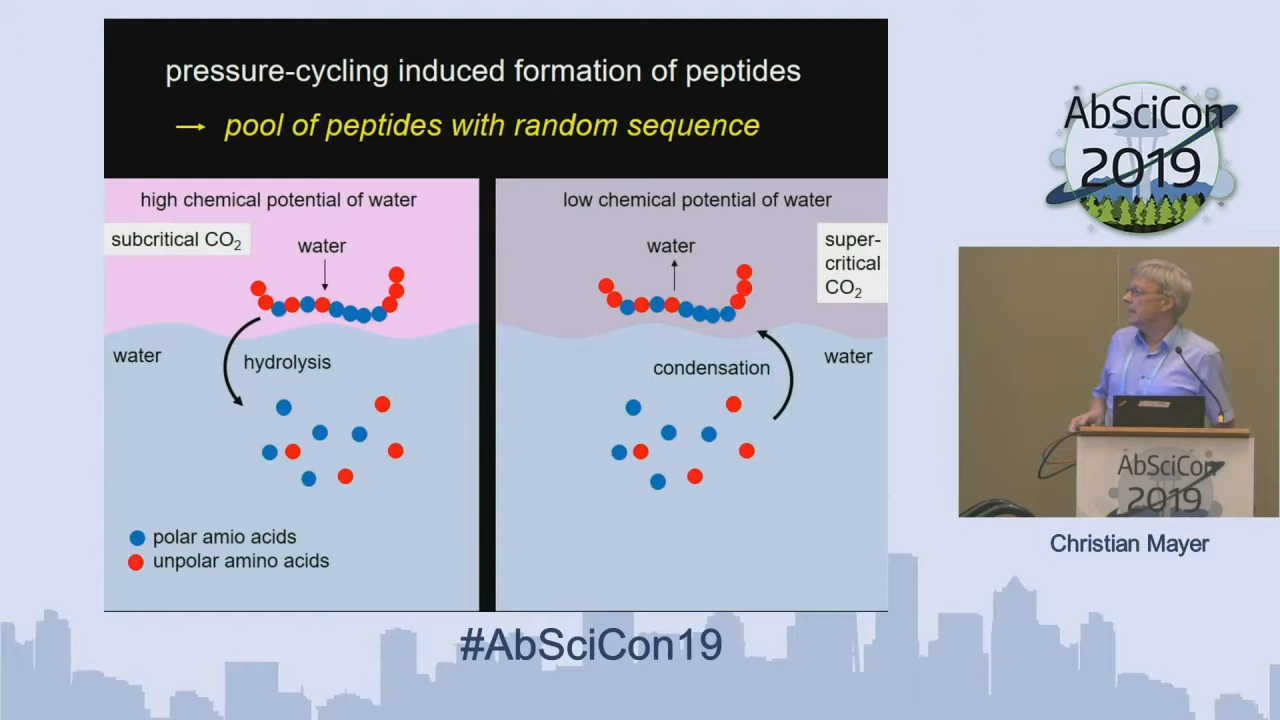 pressure-cycling induced formation of peptides
→ pool of peptides with random sequence
high chemical potential of water
subcritical CO₂
water
water
hydrolysis
polar amio acids
unpolar amino acids
low chemical potential of water
super-
critical
CO₂
water
water
condensation
AbSciCon
2019
AbSciCon
2019
Christian Mayer
#AbSciCon19